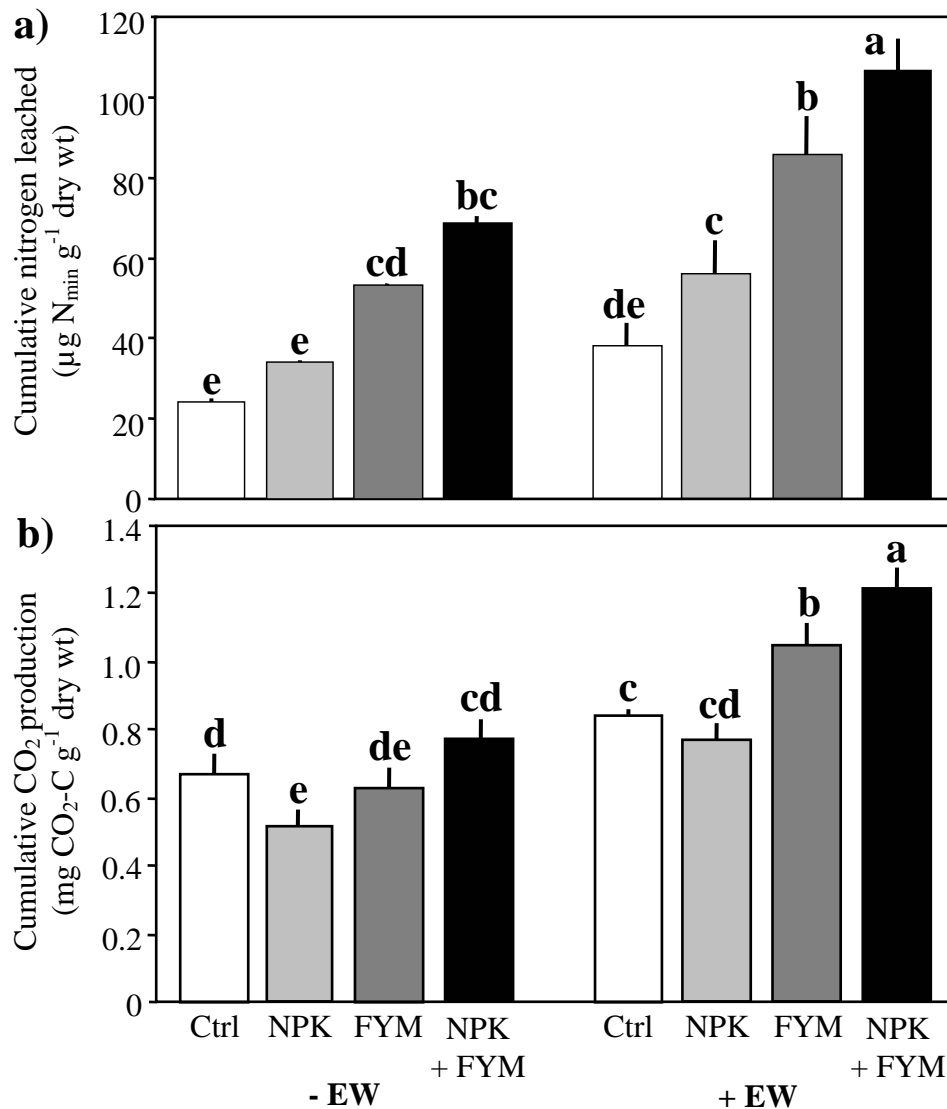 a)
Cumulative nitrogen leached
(µg N_min g⁻¹ dry wt)
120
100
80
60
40
20
0
e
e
cd
bc
de
c
b
a
b)
Cumulative CO₂ production
(mg CO₂-C g⁻¹ dry wt)
1.4
1.2
1.0
0.8
0.6
0.4
0.2
0
d
e
de
cd
c
cd
b
a
Ctrl NPK FYM NPK Ctrl NPK FYM NPK
+ FYM + FYM
- EW + EW